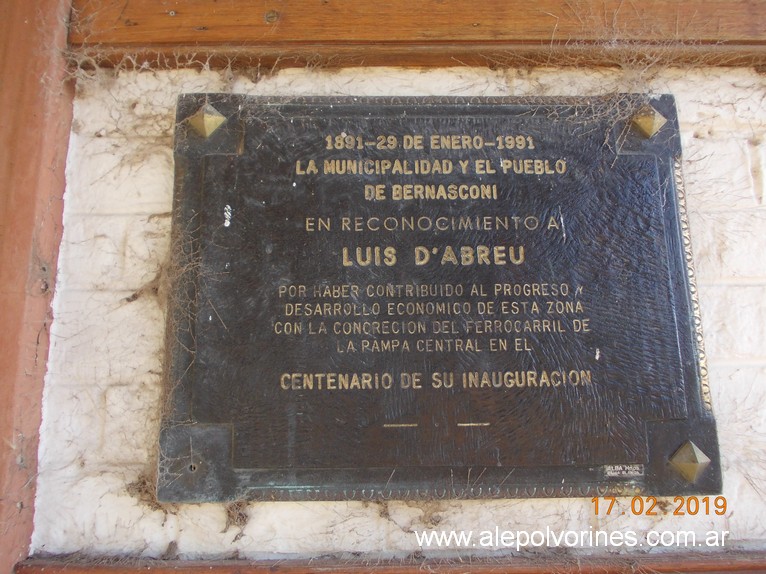 1891-29 DE ENERO-1991
LA MUNICIPALIDAD Y EL PUEBLO
DE BERNASCONI
EN RECONOCIMIENTO A
LUIS D'ABREU
POR HABER CONTRIBUIDO AL PROGRESO Y
DESARROLLO ECONOMICO DE ESTA ZONA
CON LA CONCRECION DEL FERROCARRIL DE
LA PAMPA CENTRAL EN EL
CENTENARIO DE SU INAUGURACION
17.02.2019
www.alepolvorines.com.ar